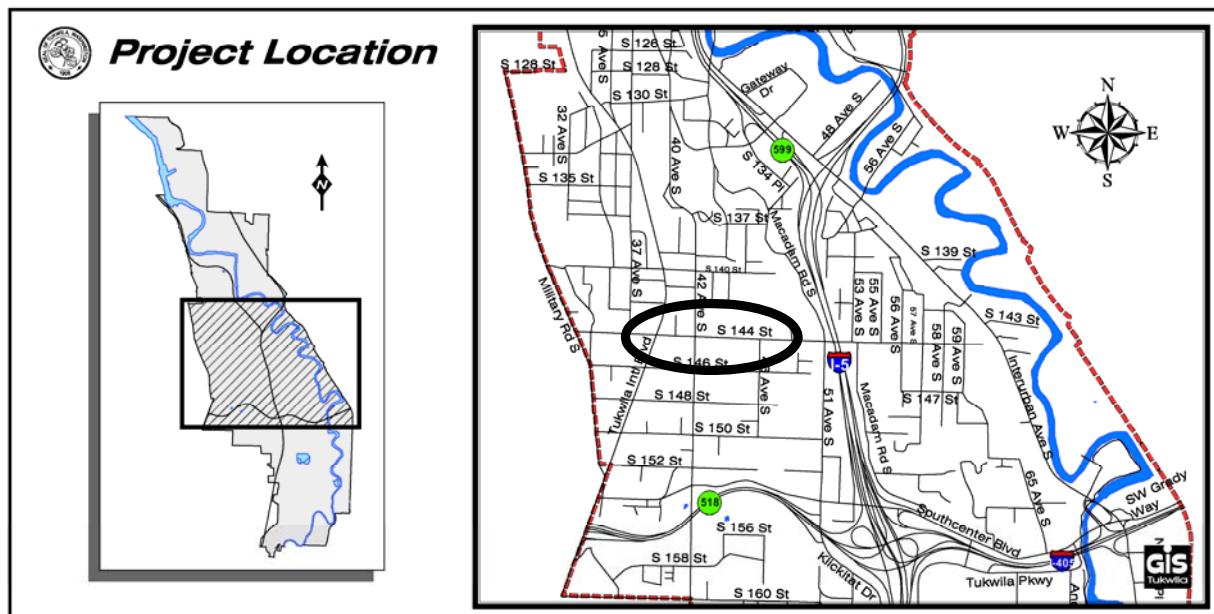 Project Location
SEAL OF TUKWILA, WASHINGTON
1908
N
S 126 St
S 128 St
S 128 St
S 130 St
Gateway Dr
48 Ave S
56 Ave S
32 Ave S
40 Ave S
599
S 134 Pl
S 135 St
S 137 St
Macadam Rd S
37 Ave S
S 139 St
S 140 St
42 Ave S
Military Rd S
S 144 St
S 143 St
55 Ave S
53 Ave S
56 Ave S
57 Ave S
58 Ave S
59 Ave S
Interurban Ave S
S 146 St
Tukwila Intl Blvd
I-5
S 147 St
S 148 St
51 Ave S
Macadam Rd S
S 150 St
S 152 St
65 Ave S
SW Grady Way
518
S 156 St
Southcenter Blvd
S 158 St
Klickitat Dr
I-405
Tukwila Pkwy
S 160 St
N
W
E
S
GIS
Tukwila